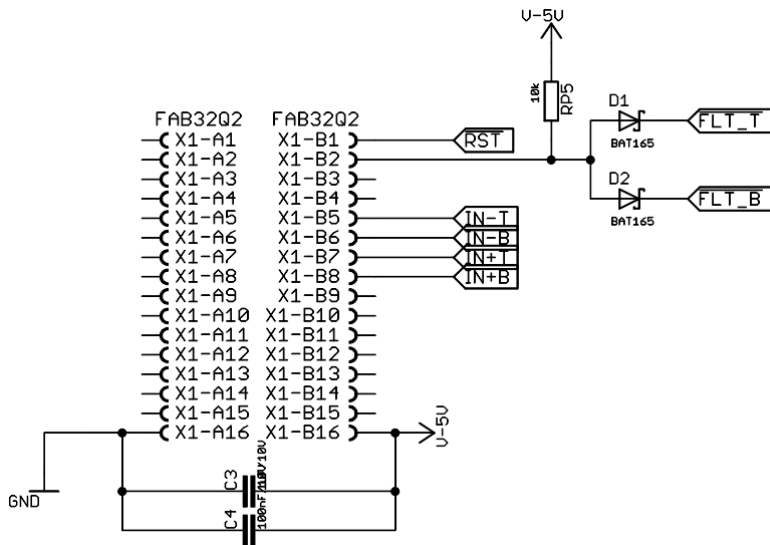 V-5V
10k
RP5
D1
FLT_T
BAT165
D2
FLT_B
BAT165
FAB32Q2 FAB32Q2
X1-A1 X1-B1 RST
X1-A2 X1-B2
X1-A3 X1-B3
X1-A4 X1-B4
X1-A5 X1-B5 IN-T
X1-A6 X1-B6 IN-B
X1-A7 X1-B7 IN+T
X1-A8 X1-B8 IN+B
X1-A9 X1-B9
X1-A10 X1-B10
X1-A11 X1-B11
X1-A12 X1-B12
X1-A13 X1-B13
X1-A14 X1-B14
X1-A15 X1-B15
X1-A16 X1-B16
V-5V
GND
C3
C4
100nF